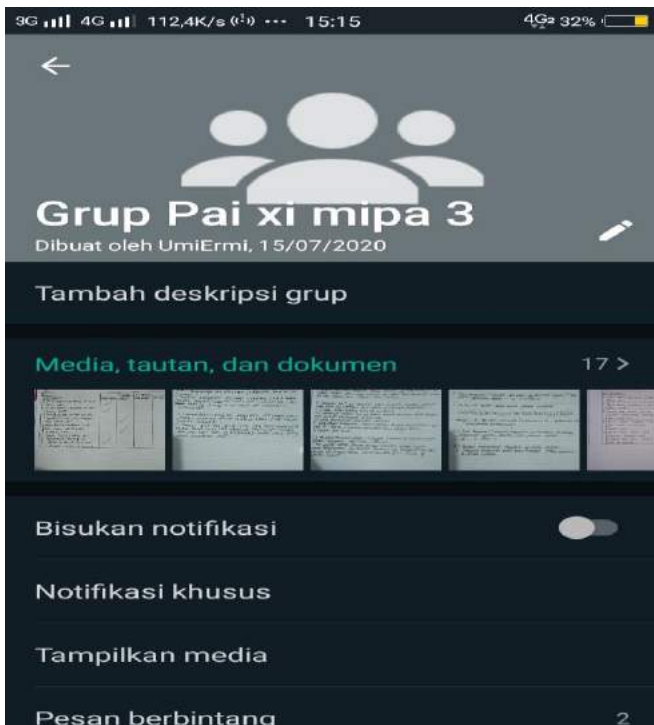 3G 4G 112,4K/s ··· 15:15 4G2 32%
Grup Pai xi mipa 3
Dibuat oleh UmiErmi, 15/07/2020
Tambah deskripsi grup
Media, tautan, dan dokumen 17 >
Bisukan notifikasi
Notifikasi khusus
Tampilkan media
Pesan berbintang 2